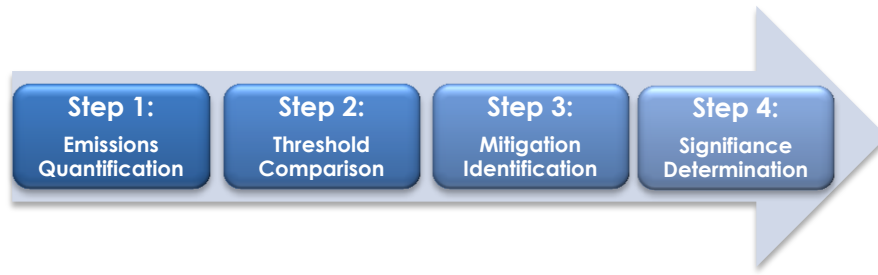 Step 1:
Emissions
Quantification
Step 2:
Threshold
Comparison
Step 3:
Mitigation
Identification
Step 4:
Signifiance
Determination